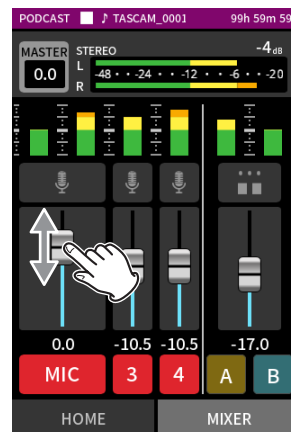 PODCAST ♪ TASCAM_0001 99h 59m 59
MASTER STEREO -4dB
0.0 L -48 • • -24 • • -12 • • -6 • • -20
R
0.0 -10.5 -10.5 -17.0
MIC 3 4 A B
HOME MIXER